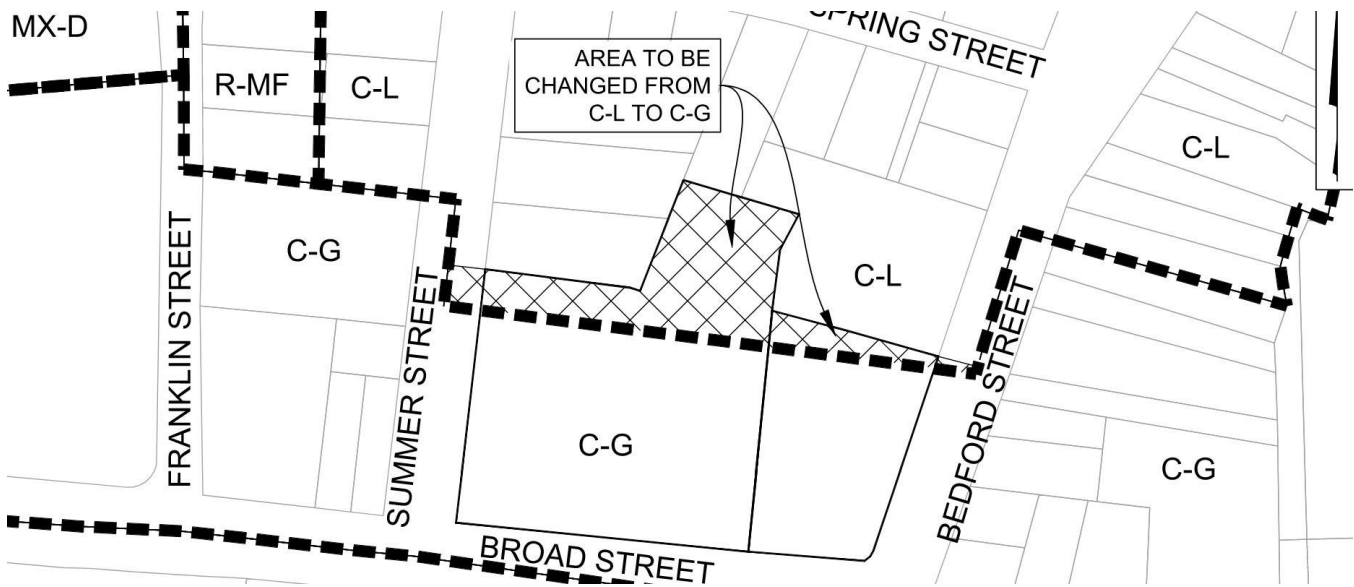 MX-D
R-MF
C-L
AREA TO BE
CHANGED FROM
C-L TO C-G
SPRING STREET
C-L
C-G
C-L
FRANKLIN STREET
SUMMER STREET
C-G
BEDFORD STREET
C-G
BROAD STREET